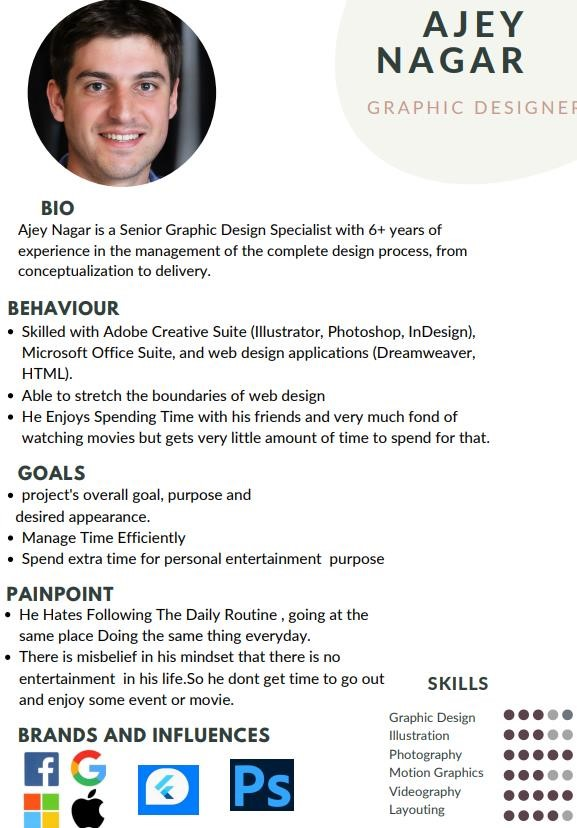 AJEY
NAGAR
GRAPHIC DESIGNER
BIO
Ajey Nagar is a Senior Graphic Design Specialist with 6+ years of
experience in the management of the complete design process, from
conceptualization to delivery.
BEHAVIOUR
• Skilled with Adobe Creative Suite (Illustrator, Photoshop, InDesign),
Microsoft Office Suite, and web design applications (Dreamweaver,
HTML).
• Able to stretch the boundaries of web design
• He Enjoys Spending Time with his friends and very much fond of
watching movies but gets very little amount of time to spend for that.
GOALS
• project's overall goal, purpose and
desired appearance.
• Manage Time Efficiently
• Spend extra time for personal entertainment purpose
PAINPOINT
• He Hates Following The Daily Routine , going at the
same place Doing the same thing everyday.
• There is misbelief in his mindset that there is no
entertainment in his life.So he dont get time to go out
and enjoy some event or movie.
SKILLS
Graphic Design
Illustration
Photography
Motion Graphics
Videography
Layouting
BRANDS AND INFLUENCES
f
G
Ps